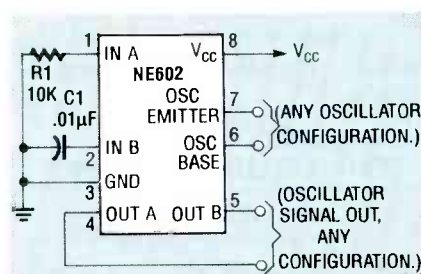 1 IN A VCC 8 VCC
R1
10K
NE602
OSC
EMITTER 7
(ANY OSCILLATOR
CONFIGURATION.)
C1
.01µF
OSC
BASE 6
IN B
2
GND
3
OUT A OUT B 5
4
(OSCILLATOR
SIGNAL OUT,
ANY
CONFIGURATION.)